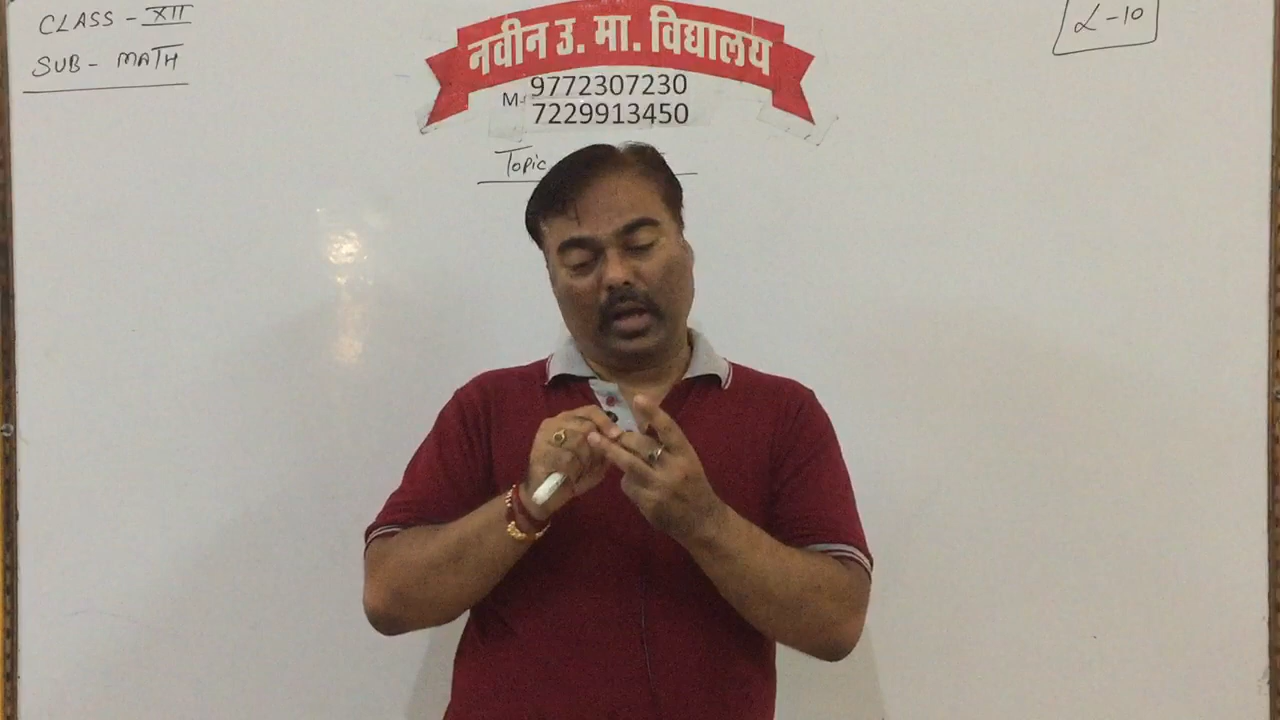 CLASS - XII
SUB - MATH
नवीन उ. मा. विद्यालय
M- 9772307230
7229913450
L-10
Topic